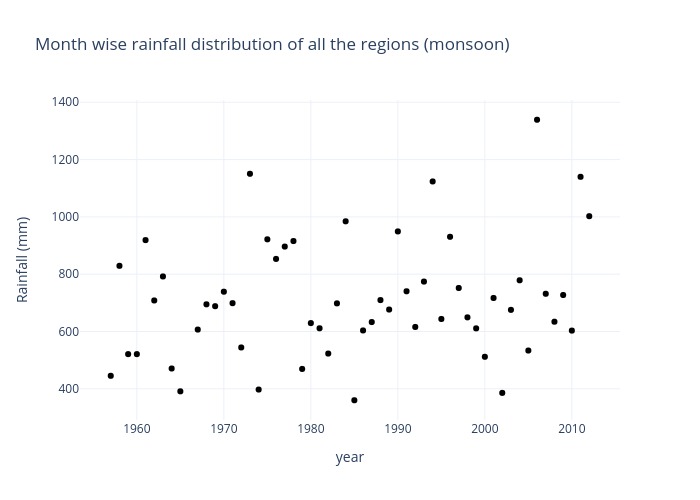 Month wise rainfall distribution of all the regions (monsoon)
1400
1200
1000
800
600
400
Rainfall (mm)
1960 1970 1980 1990 2000 2010
year